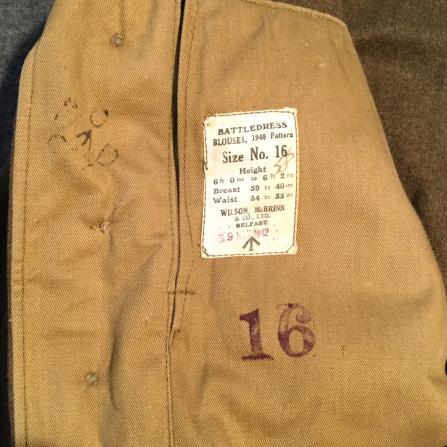 BATTLEDRESS
BLOUSES, 1940 Pattern
Size No. 16
Height
6 ft 0 ins to 6 ft 2 ins
Breast 39 to 40 ins
Waist 34 to 35 ins
WILSON, McBRINN
& CO., LTD.
BELFAST
16